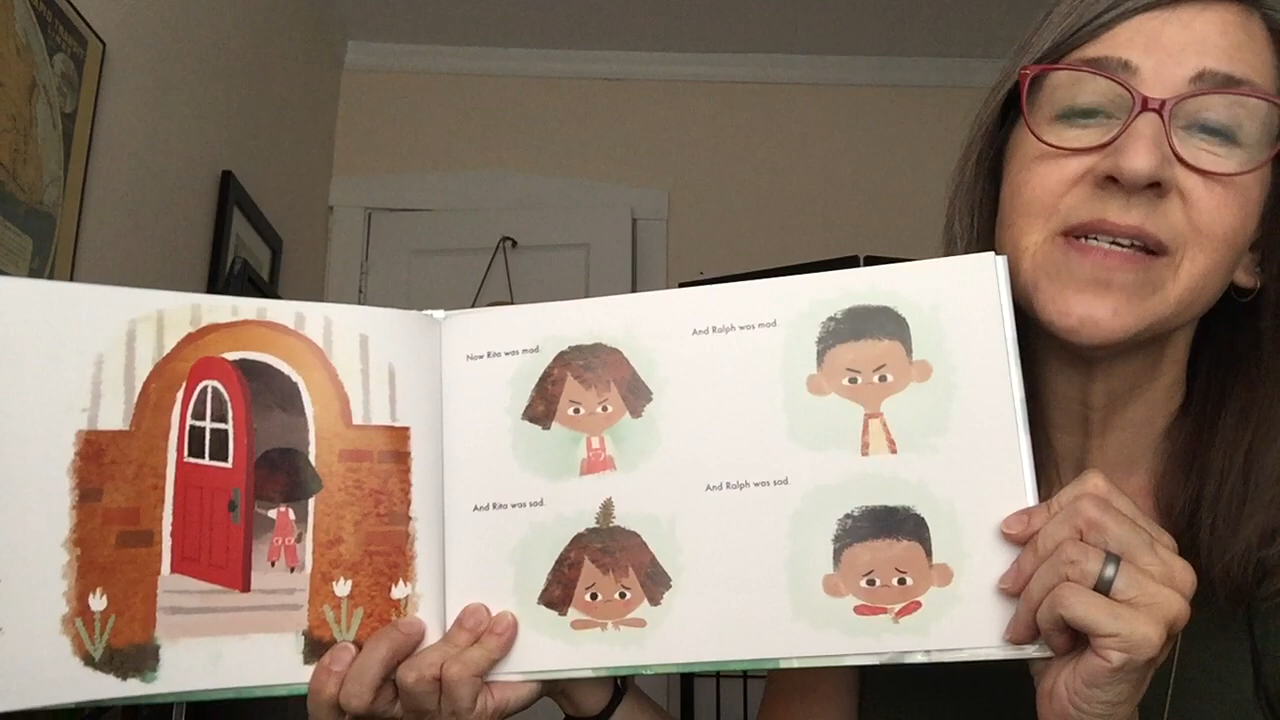 Now Rita was mad.
And Ralph was mad.
And Rita was sad.
And Ralph was sad.